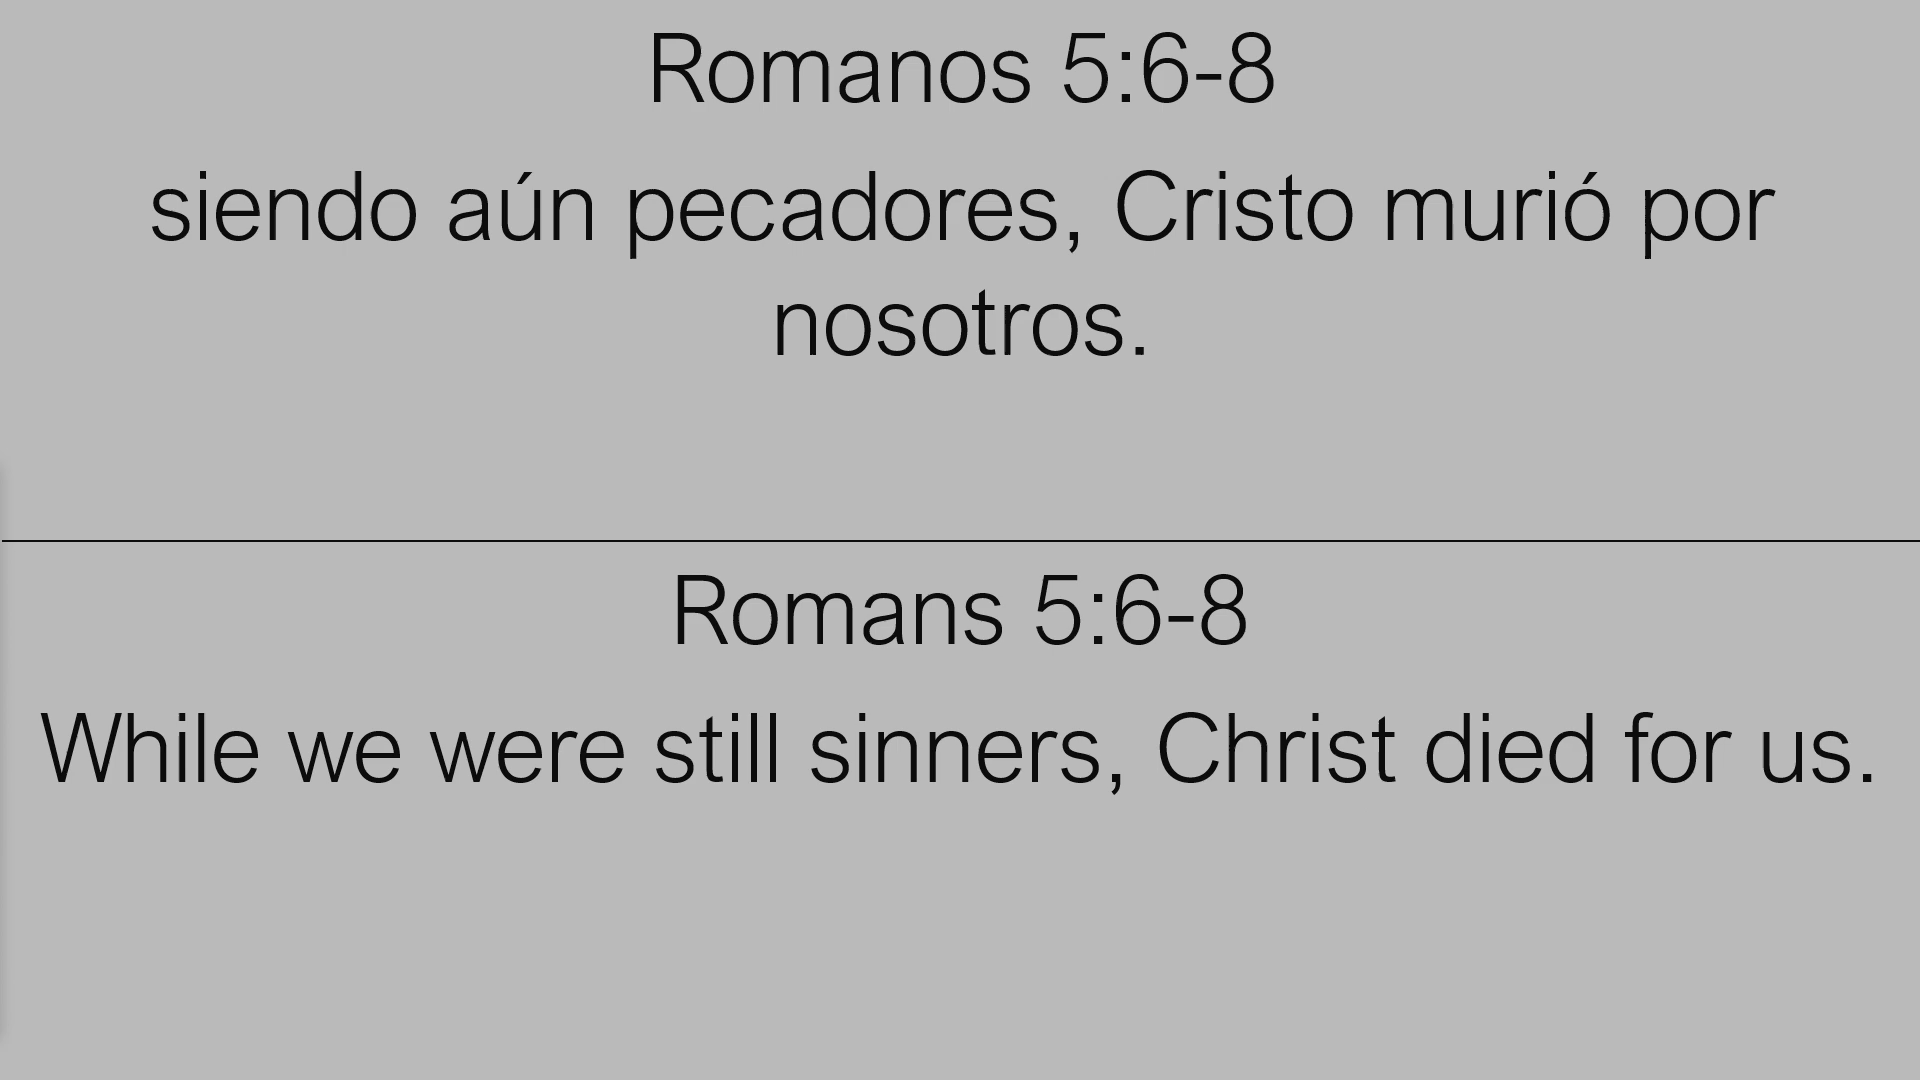 Romanos 5:6-8
siendo aún pecadores, Cristo murió por
nosotros.
Romans 5:6-8
While we were still sinners, Christ died for us.